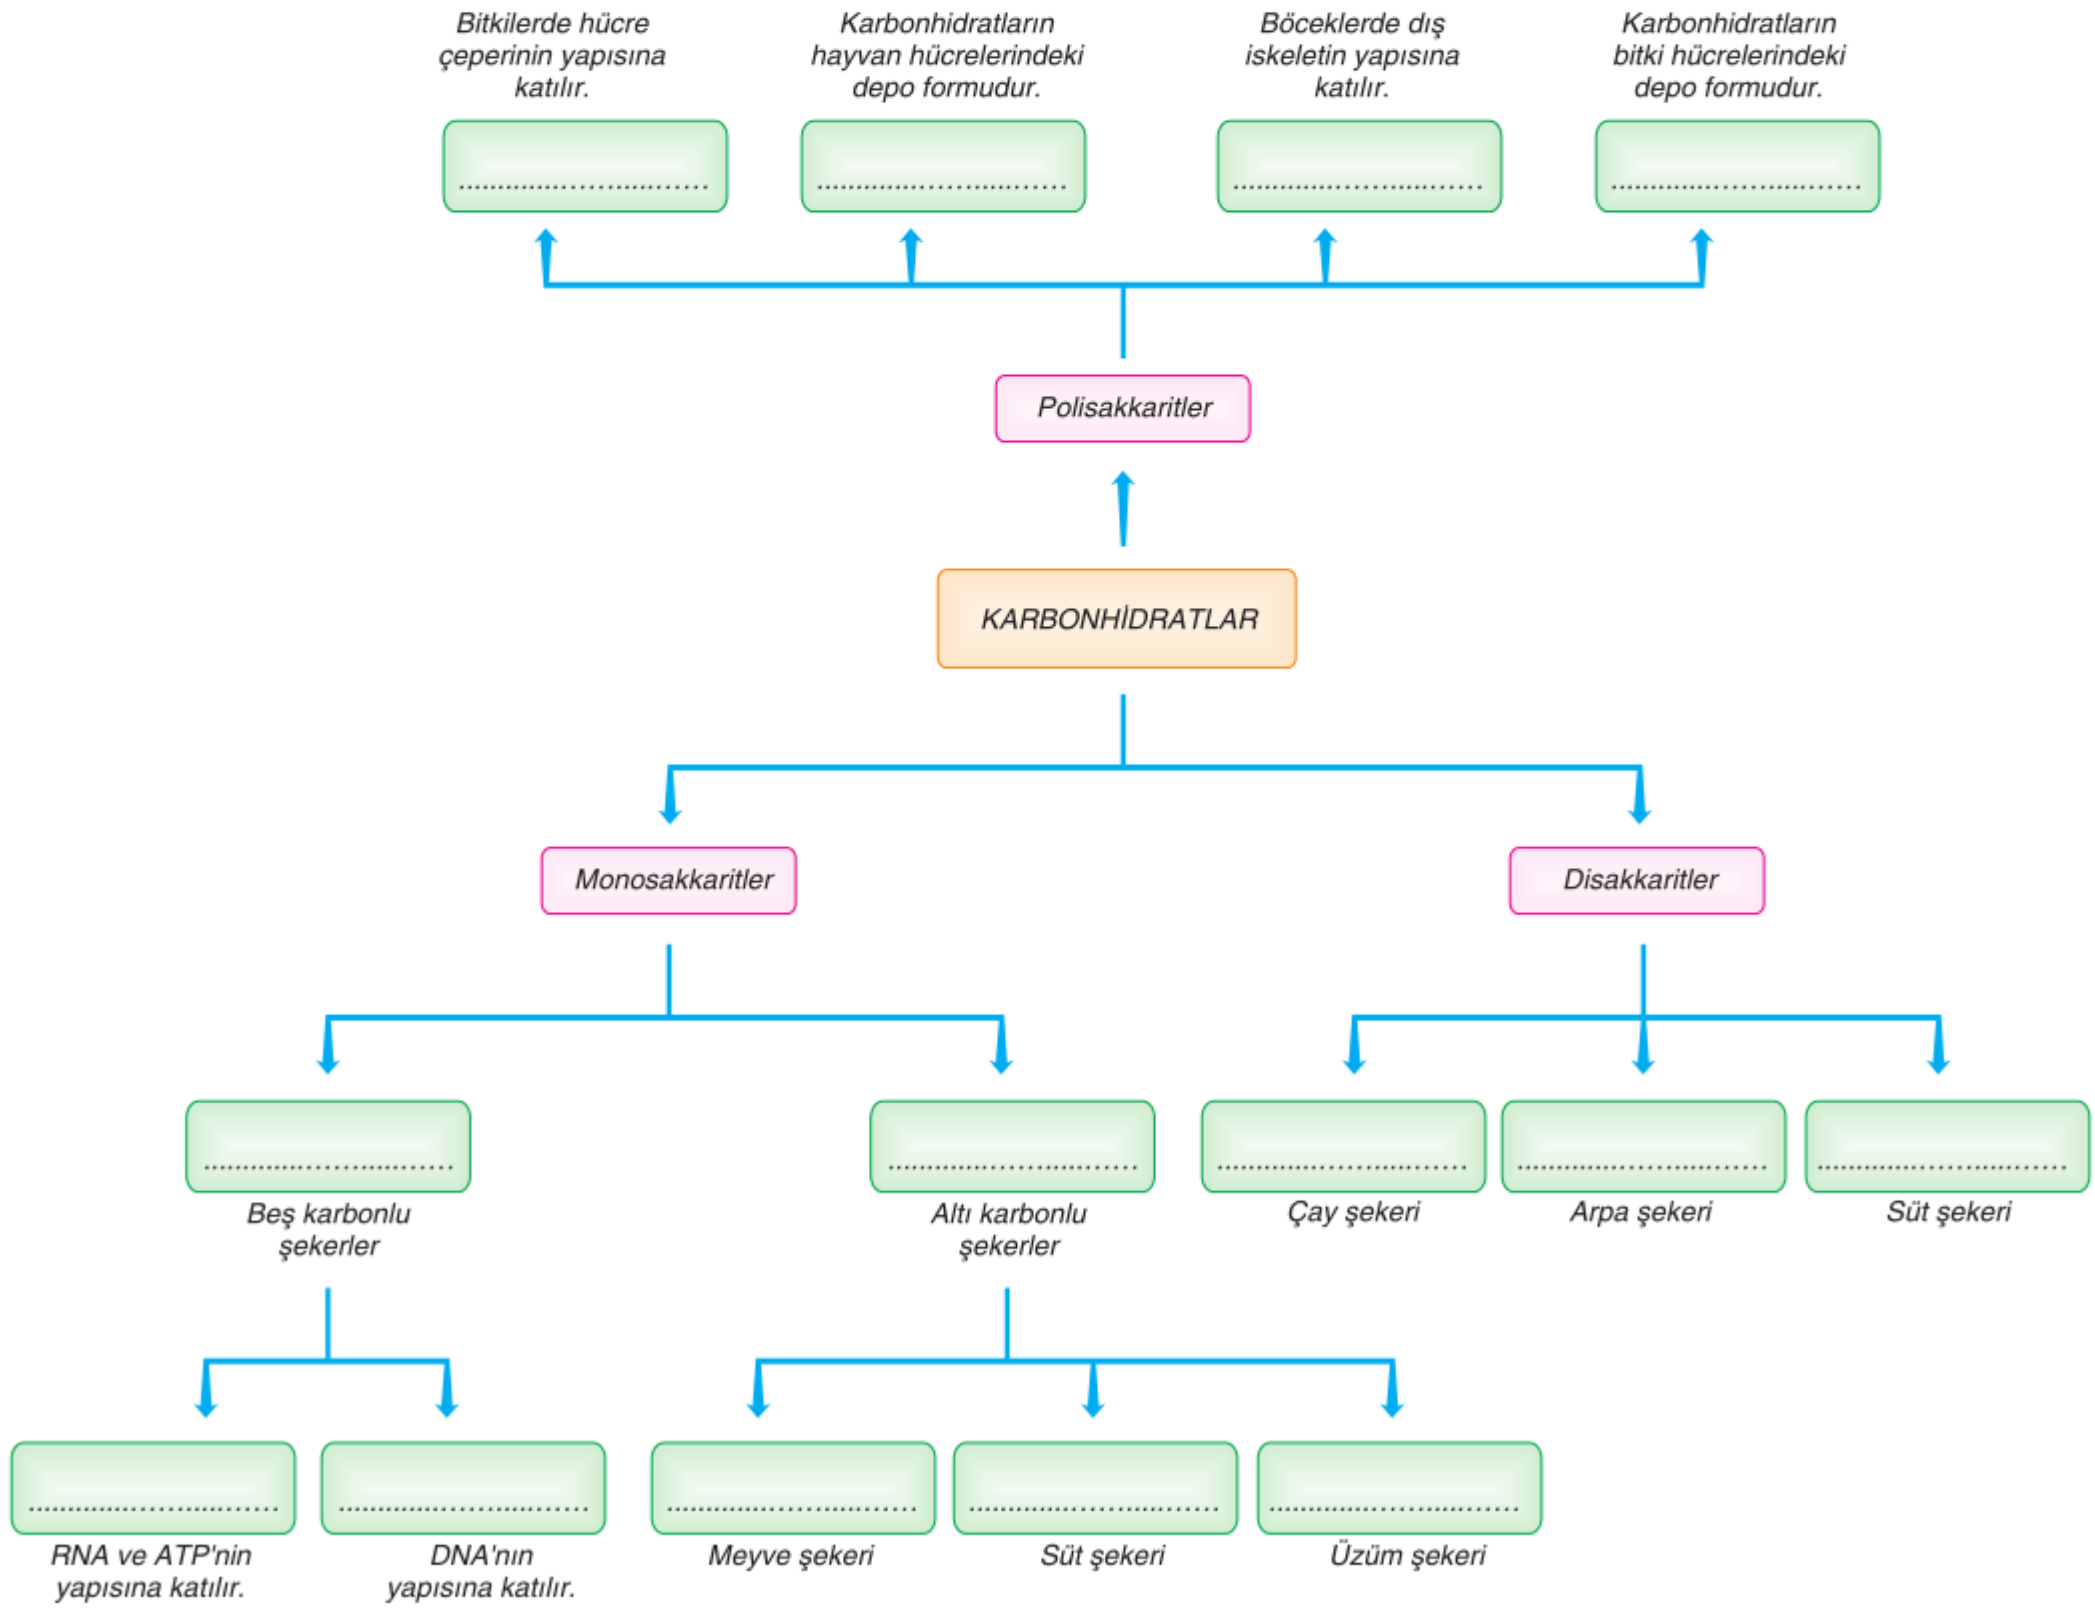 Bitkilerde hücre
çeperinin yapısına
katılır.
Karbonhidratların
hayvan hücrelerindeki
depo formudur.
Böceklerde dış
iskeletin yapısına
katılır.
Karbonhidratların
bitki hücrelerindeki
depo formudur.
................................
................................
................................
................................
Polisakkaritler
KARBONHİDRATLAR
Monosakkaritler
Disakkaritler
................................
Beş karbonlu
şekerler
................................
Altı karbonlu
şekerler
................................
Çay şekeri
................................
Arpa şekeri
................................
Süt şekeri
................................
RNA ve ATP'nin
yapısına katılır.
................................
DNA'nın
yapısına katılır.
................................
Meyve şekeri
................................
Süt şekeri
................................
Üzüm şekeri